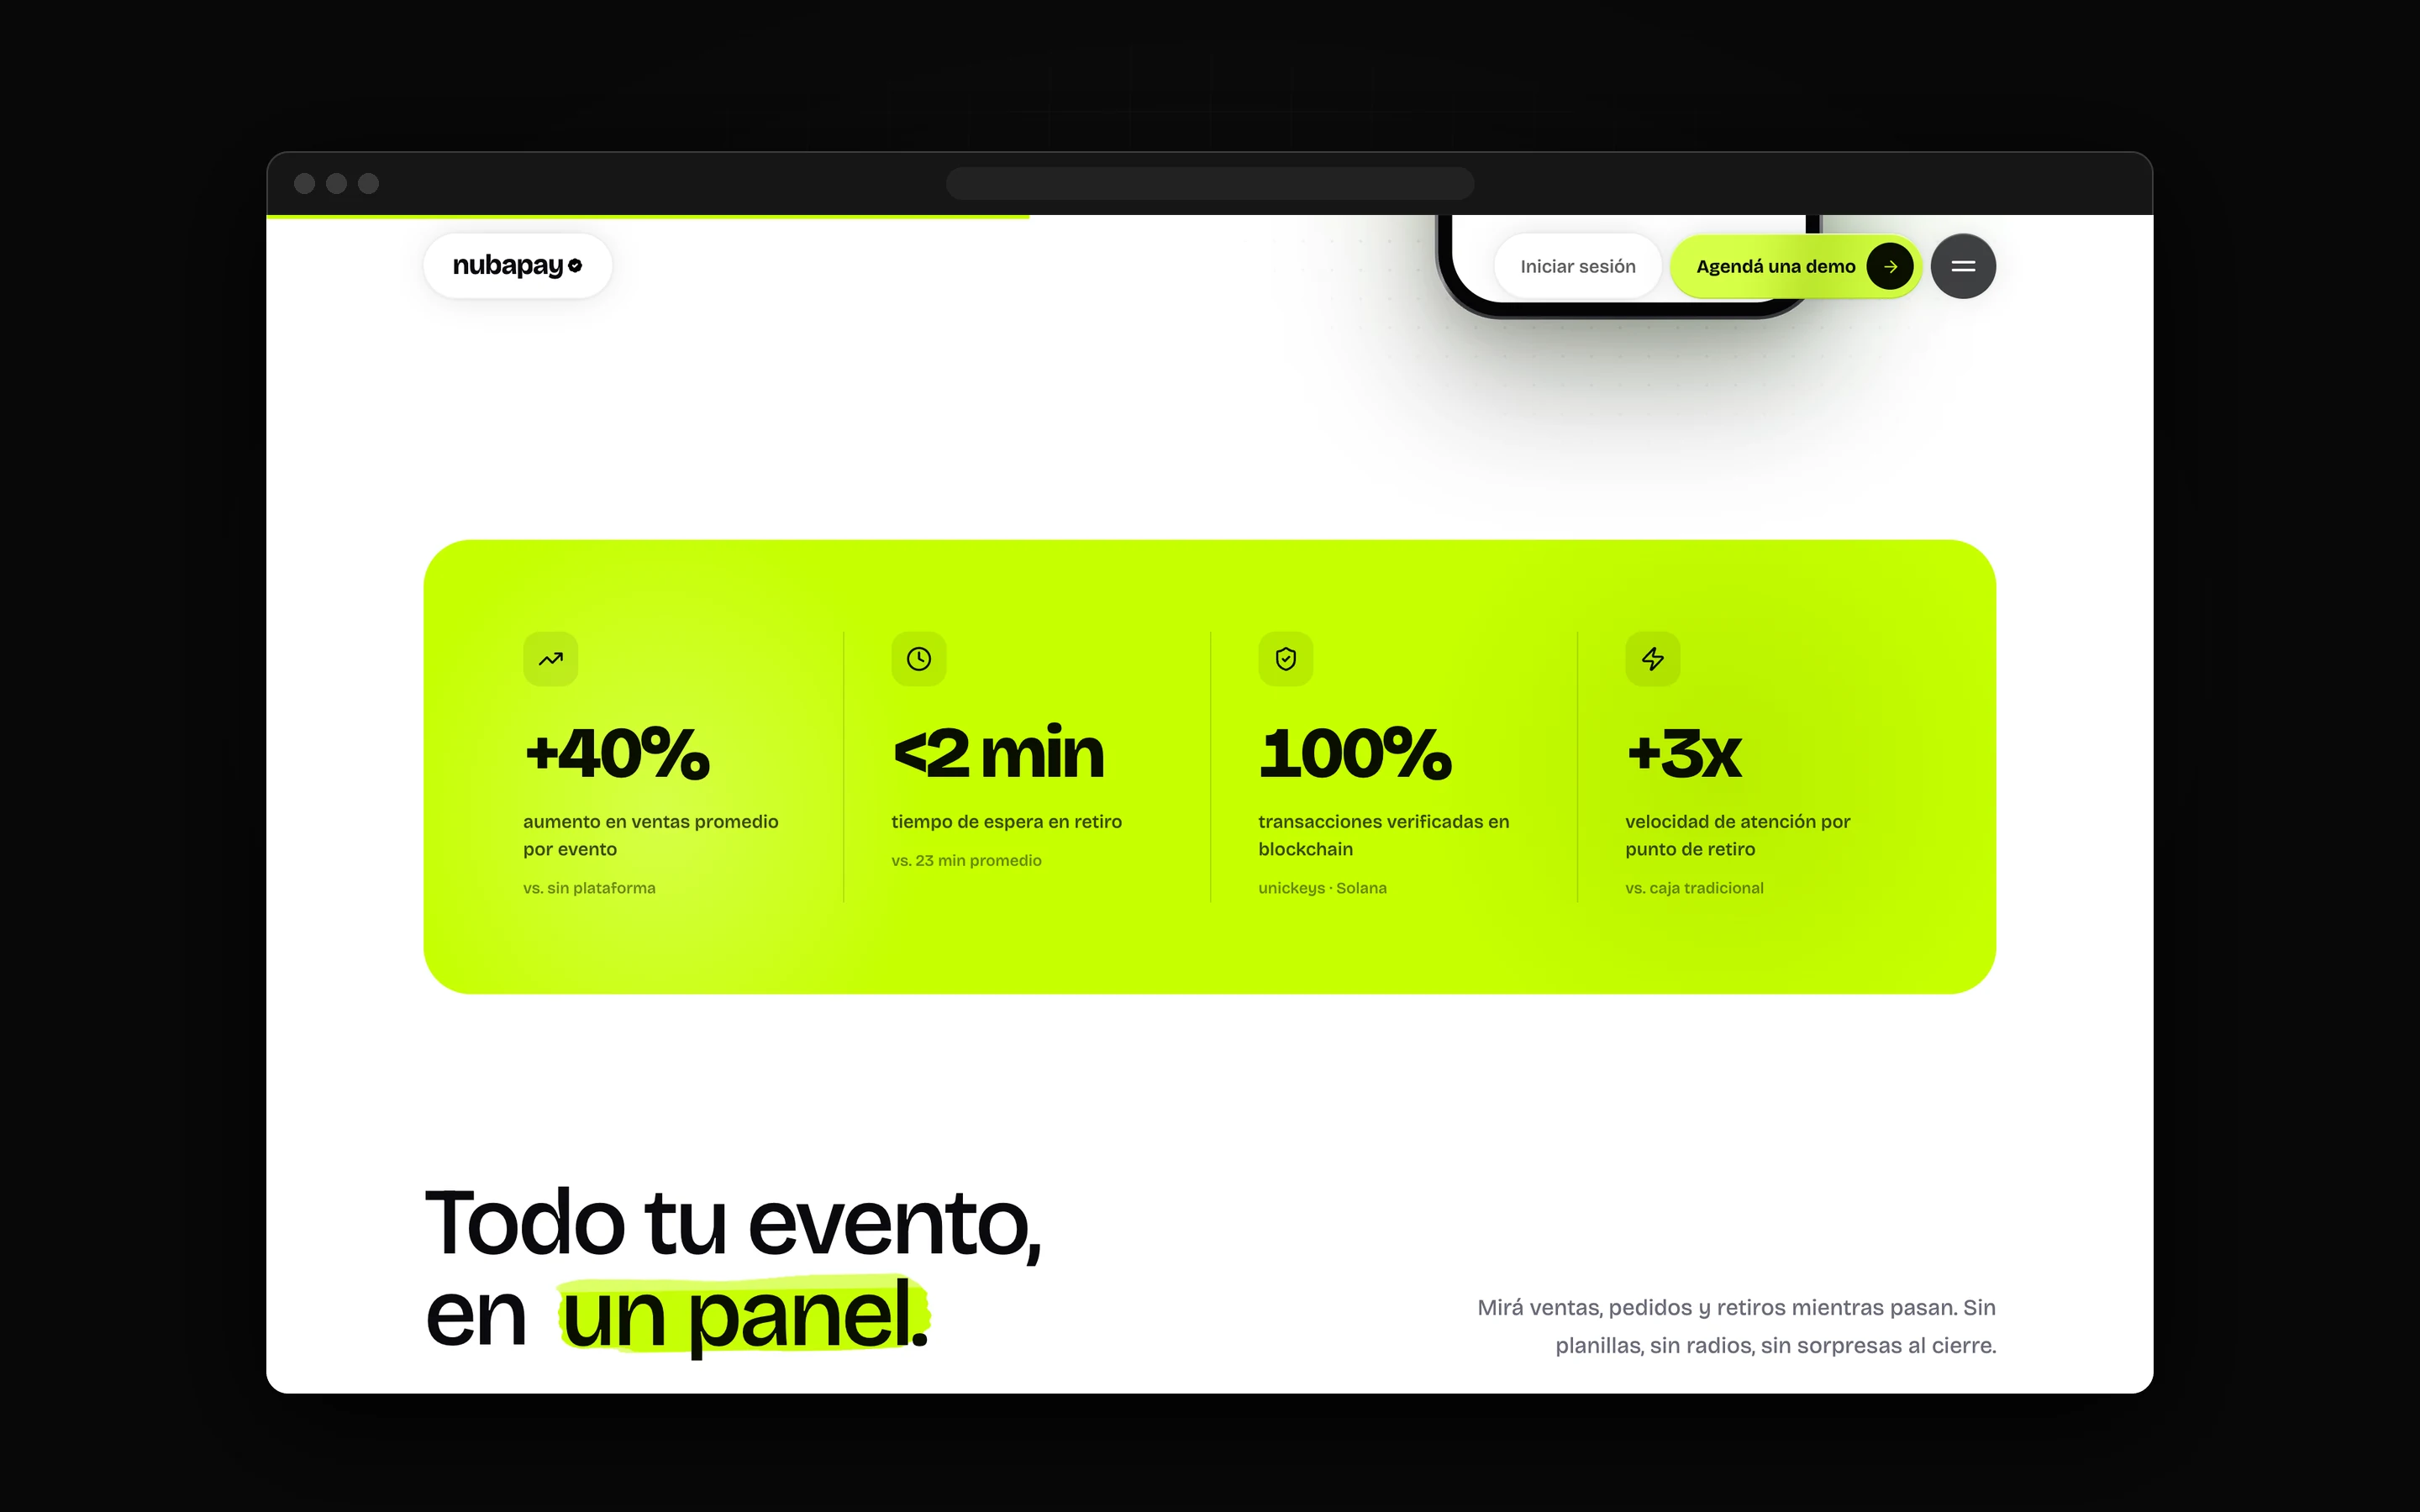 nubapay
Iniciar sesión
Agendá una demo
+40%
aumento en ventas promedio
por evento
vs. sin plataforma
<2 min
tiempo de espera en retiro
vs. 23 min promedio
100%
transacciones verificadas en
blockchain
unickeys · Solana
+3x
velocidad de atención por
punto de retiro
vs. caja tradicional
Todo tu evento,
en un panel.
Mirá ventas, pedidos y retiros mientras pasan. Sin
planillas, sin radios, sin sorpresas al cierre.